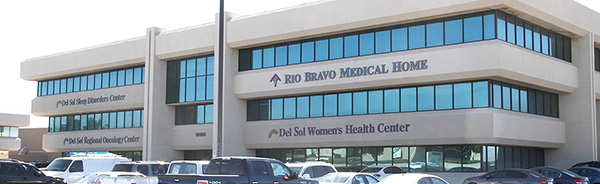 Del Sol Sleep Disorders Center
Del Sol Regional Oncology Center
Rio Bravo Medical Home
Del Sol Women's Health Center